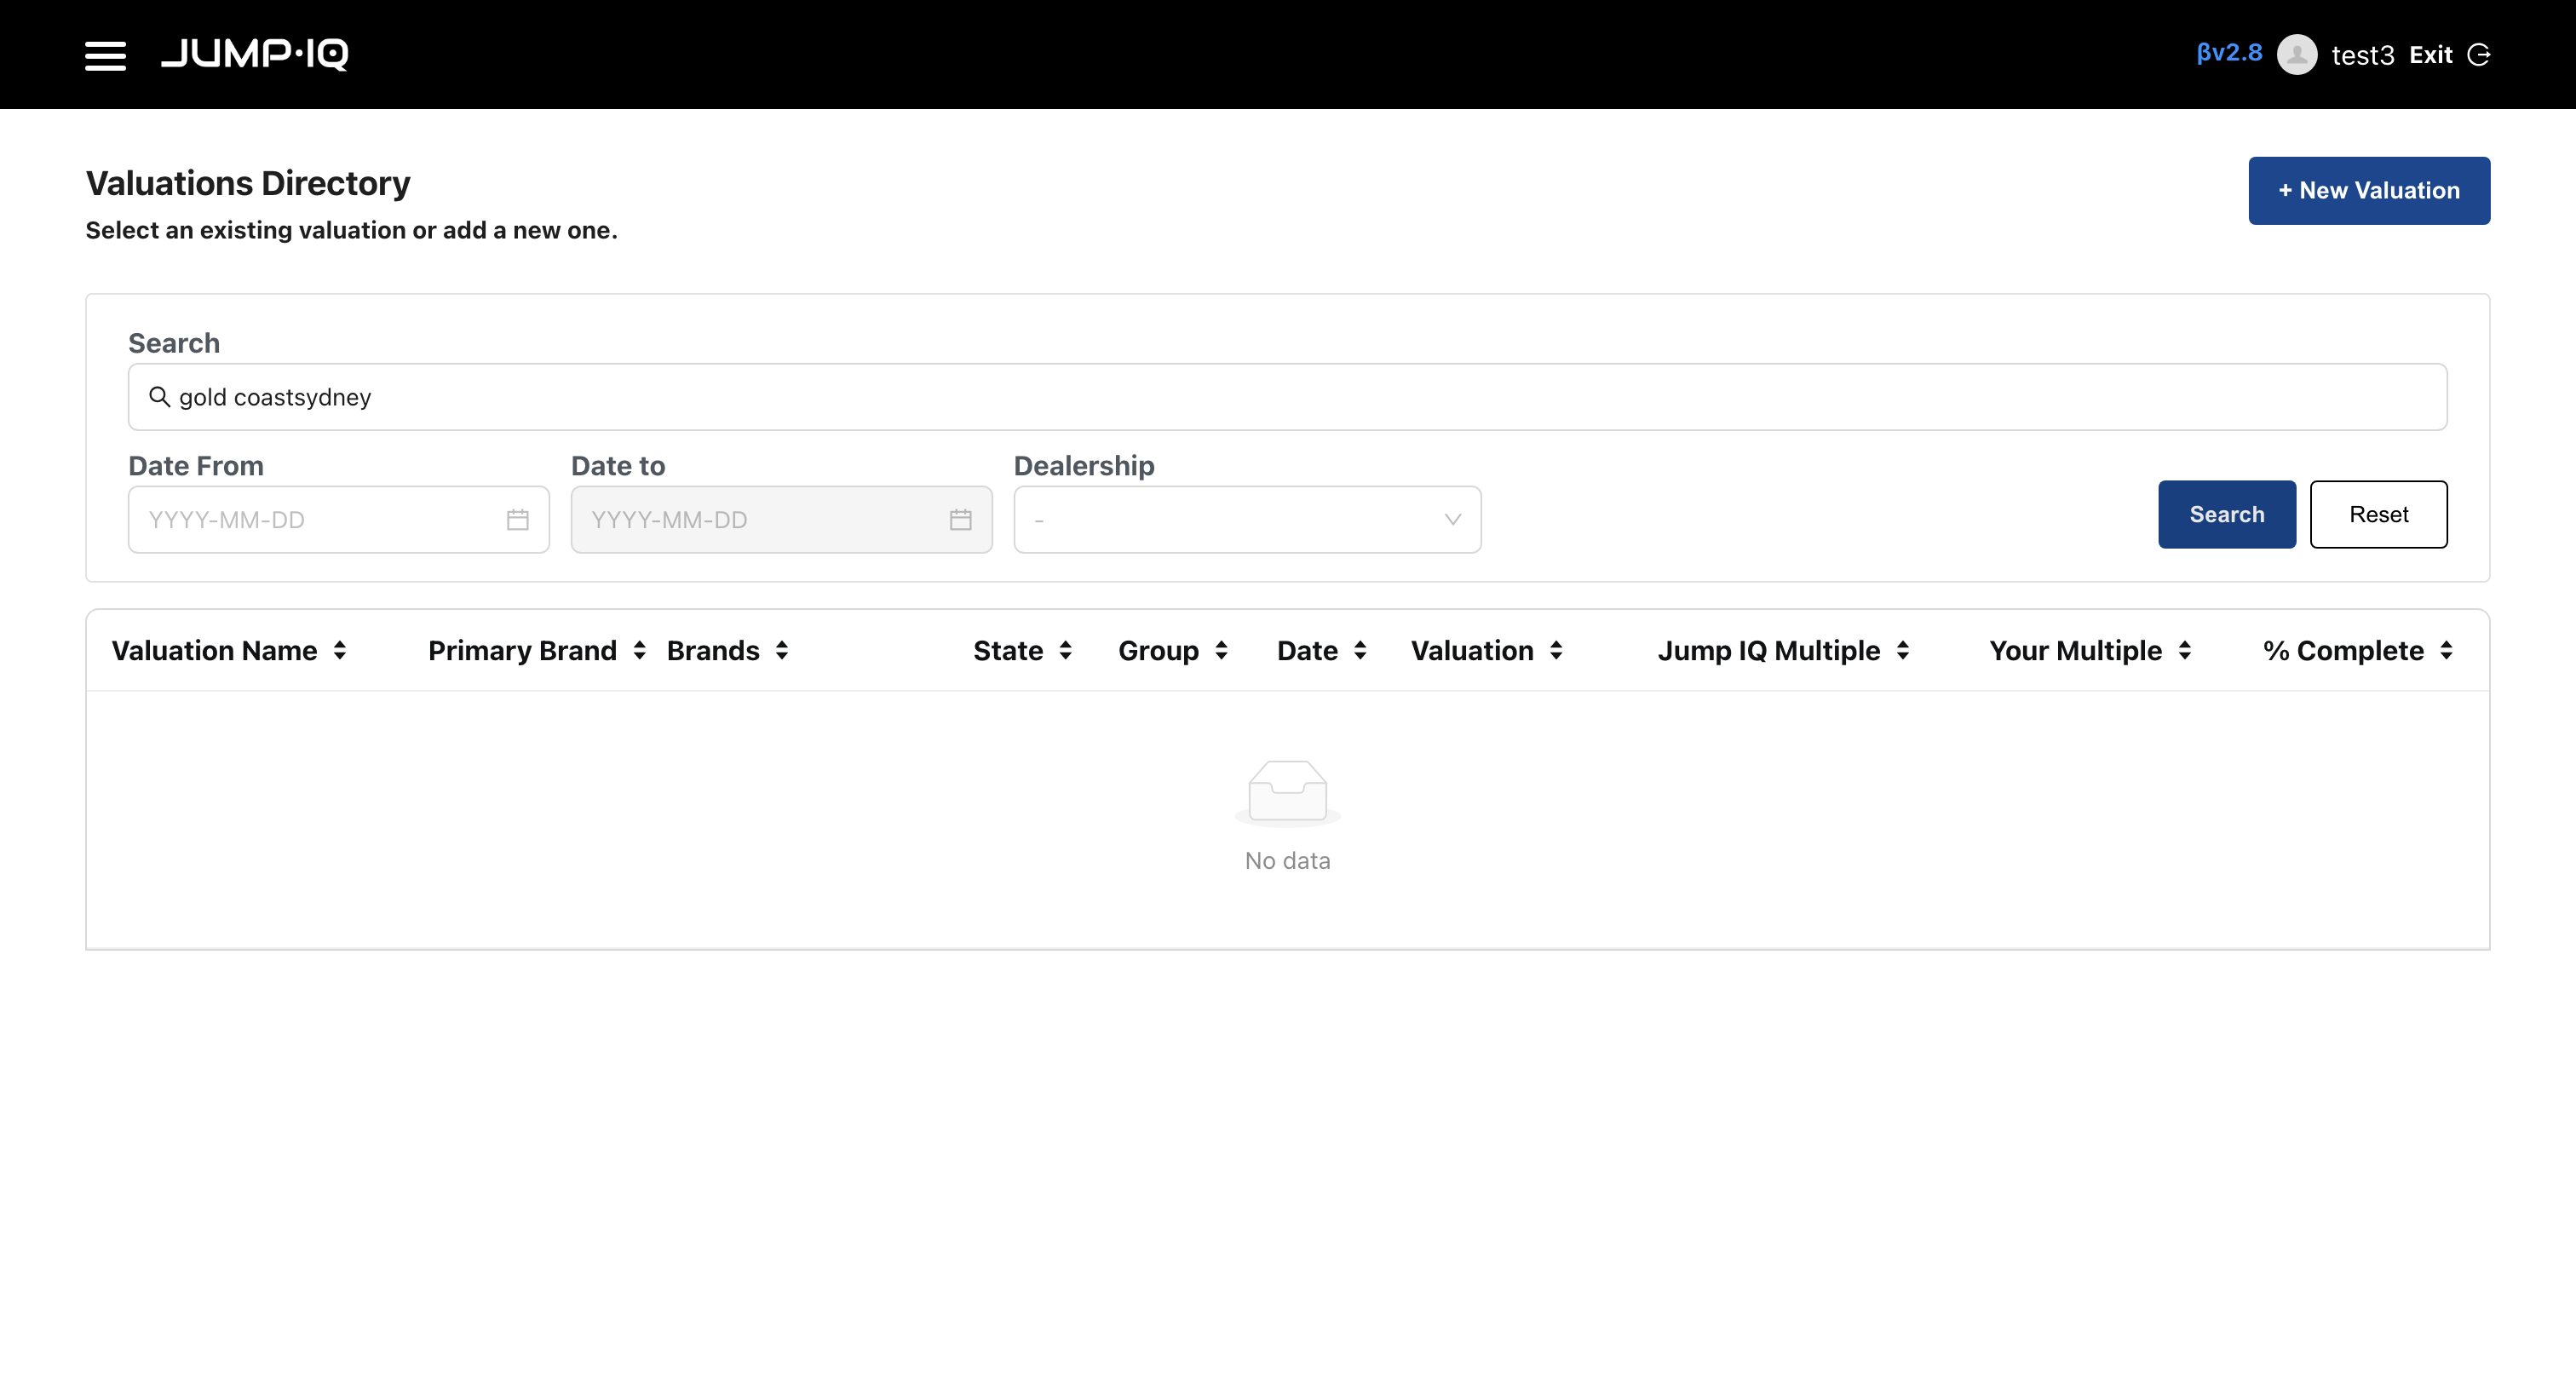 JUMP·IQ
βv2.8 test3 Exit
Valuations Directory
+ New Valuation
Select an existing valuation or add a new one.
Search
gold coastsydney
Date From Date to Dealership
YYYY-MM-DD YYYY-MM-DD - Search Reset
Valuation Name Primary Brand Brands State Group Date Valuation Jump IQ Multiple Your Multiple % Complete
No data